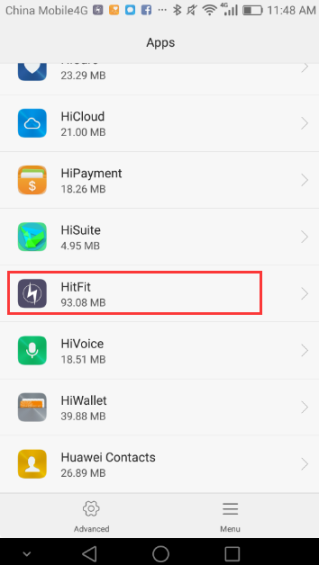 China Mobile4G 4G 11:48 AM
Apps
23.29 MB
HiCloud
21.00 MB
HiPayment
18.26 MB
HiSuite
4.95 MB
HitFit
93.08 MB
HiVoice
18.51 MB
HiWallet
39.88 MB
Huawei Contacts
26.89 MB
Advanced
Menu